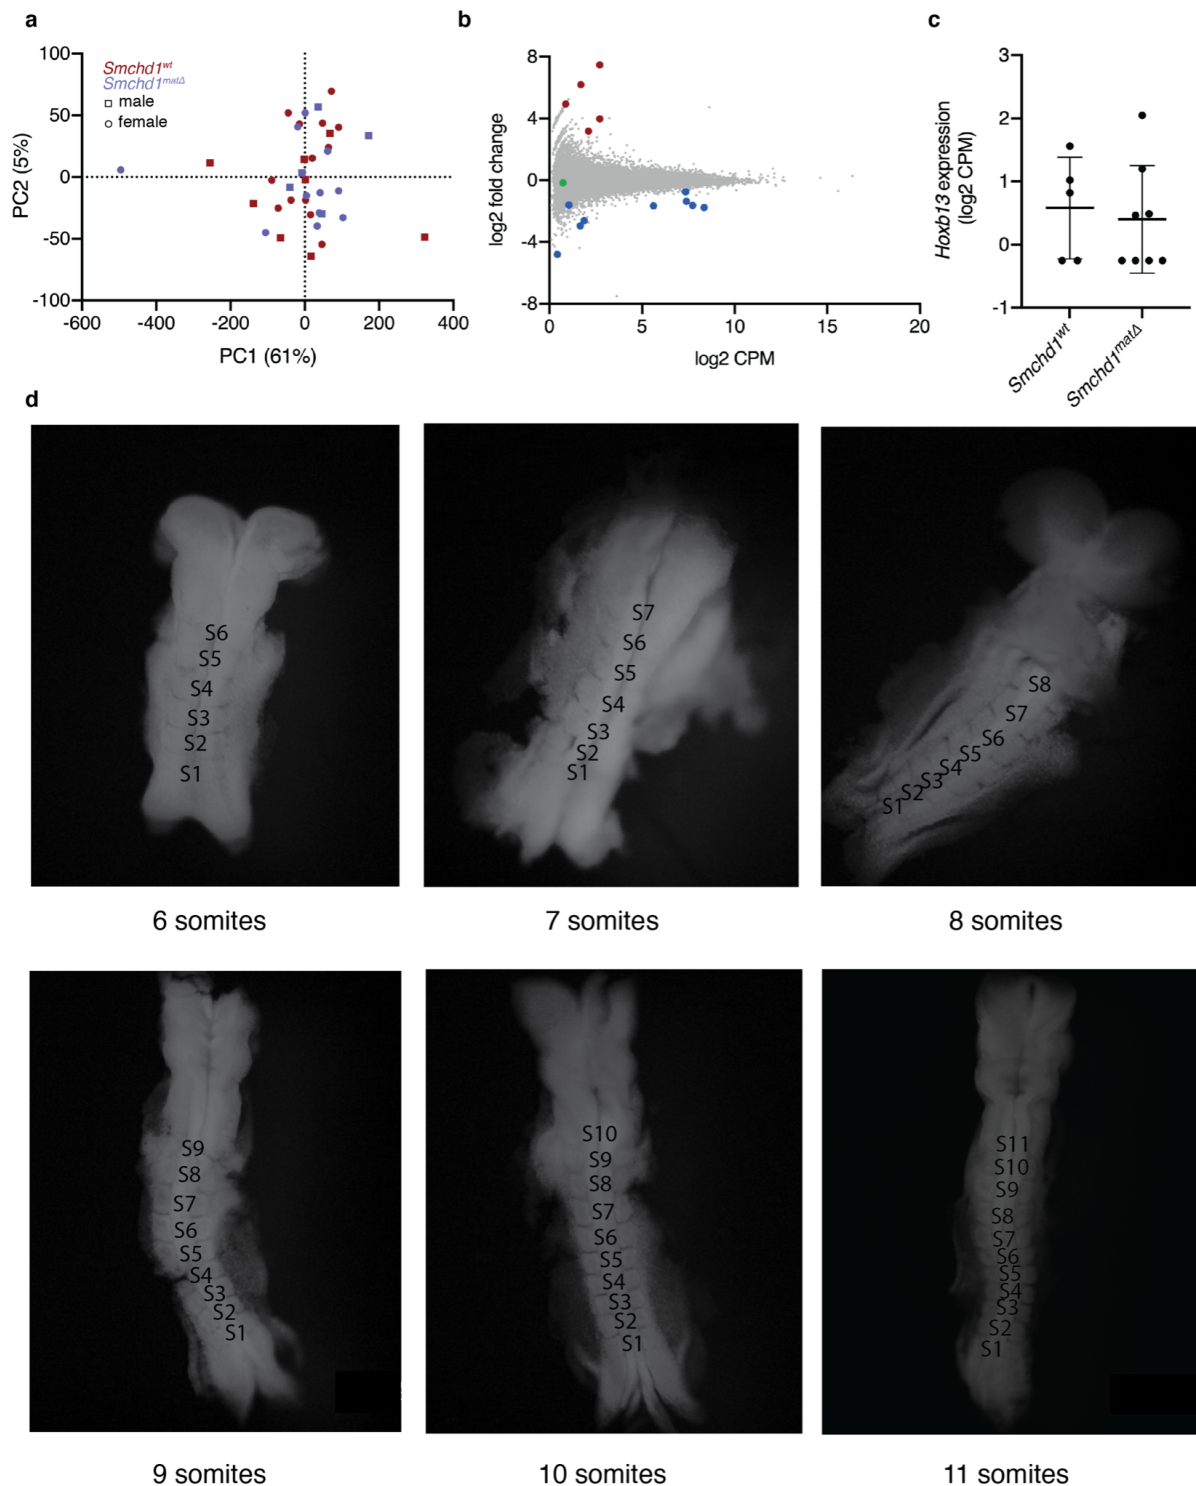 a
Smchd1wt
Smchd1matΔ
male
female
100
50
0
-50
-100
PC2 (5%)
-600
-400
-200
0
200
400
PC1 (61%)
b
8
4
0
-4
-8
log2 fold change
0
5
10
15
20
log2 CPM
c
3
2
1
0
-1
Hoxb13 expression
(log2 CPM)
Smchd1wt
Smchd1matΔ
d
S6
S5
S4
S3
S2
S1
6 somites
S7
S6
S5
S4
S3
S2
S1
7 somites
S8
S7
S6
S5
S4
S3
S2
S1
8 somites
S9
S8
S7
S6
S5
S4
S3
S2
S1
9 somites
S10
S9
S8
S7
S6
S5
S4
S3
S2
S1
10 somites
S11
S10
S9
S8
S7
S6
S5
S4
S3
S2
S1
11 somites